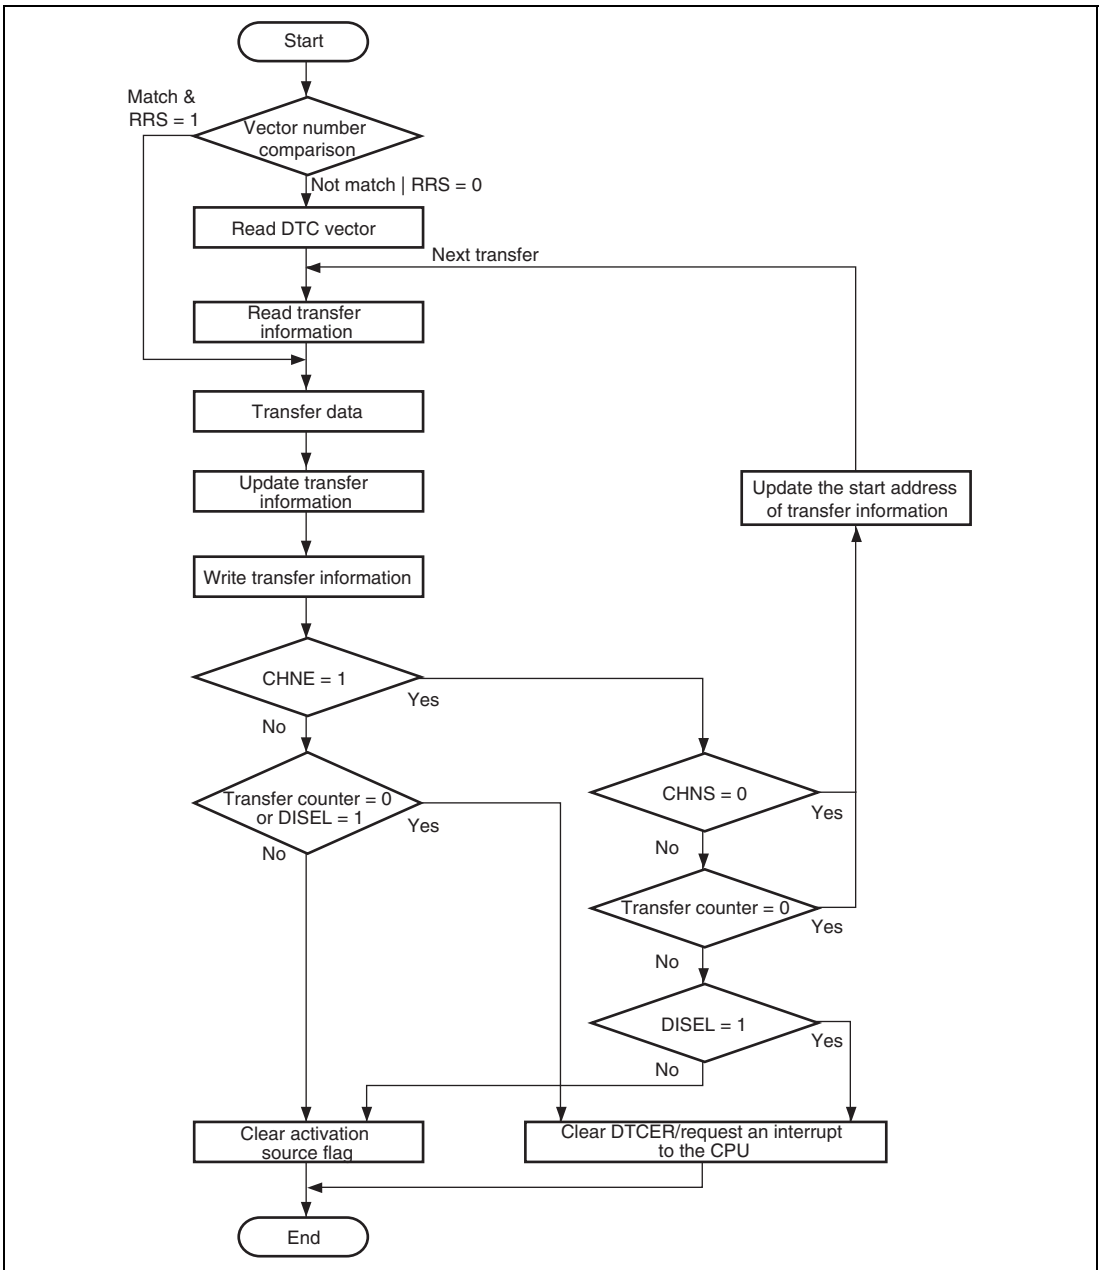 Start
Match &
RRS = 1
Vector number
comparison
Not match | RRS = 0
Read DTC vector
Next transfer
Read transfer
information
Transfer data
Update transfer
information
Update the start address
of transfer information
Write transfer information
CHNE = 1
Yes
No
Transfer counter = 0
or DISEL = 1
Yes
No
CHNS = 0
Yes
No
Transfer counter = 0
Yes
No
DISEL = 1
Yes
No
Clear activation
source flag
Clear DTCER/request an interrupt
to the CPU
End